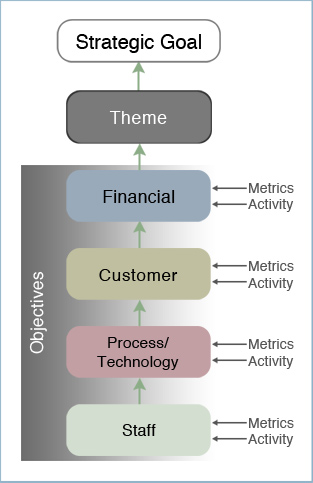 Strategic Goal
Theme
Financial
Metrics
Activity
Customer
Metrics
Activity
Objectives
Process/
Technology
Metrics
Activity
Staff
Metrics
Activity